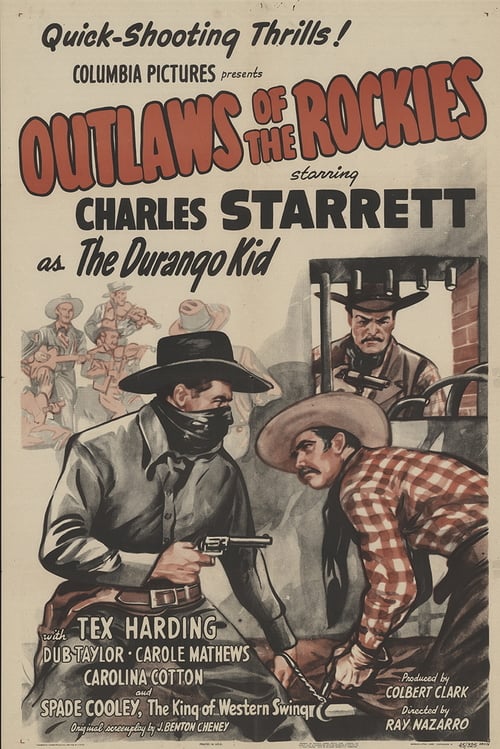 Quick-Shooting Thrills!
COLUMBIA PICTURES presents
OUTLAWS OF THE ROCKIES
starring
CHARLES STARRETT
as The Durango Kid
with TEX HARDING
DUB TAYLOR · CAROLE MATHEWS
CAROLINA COTTON
and
SPADE COOLEY, The King of Western Swing
Original screenplay by J. BENTON CHENEY
Produced by
COLBERT CLARK
Directed by
RAY NAZARRO